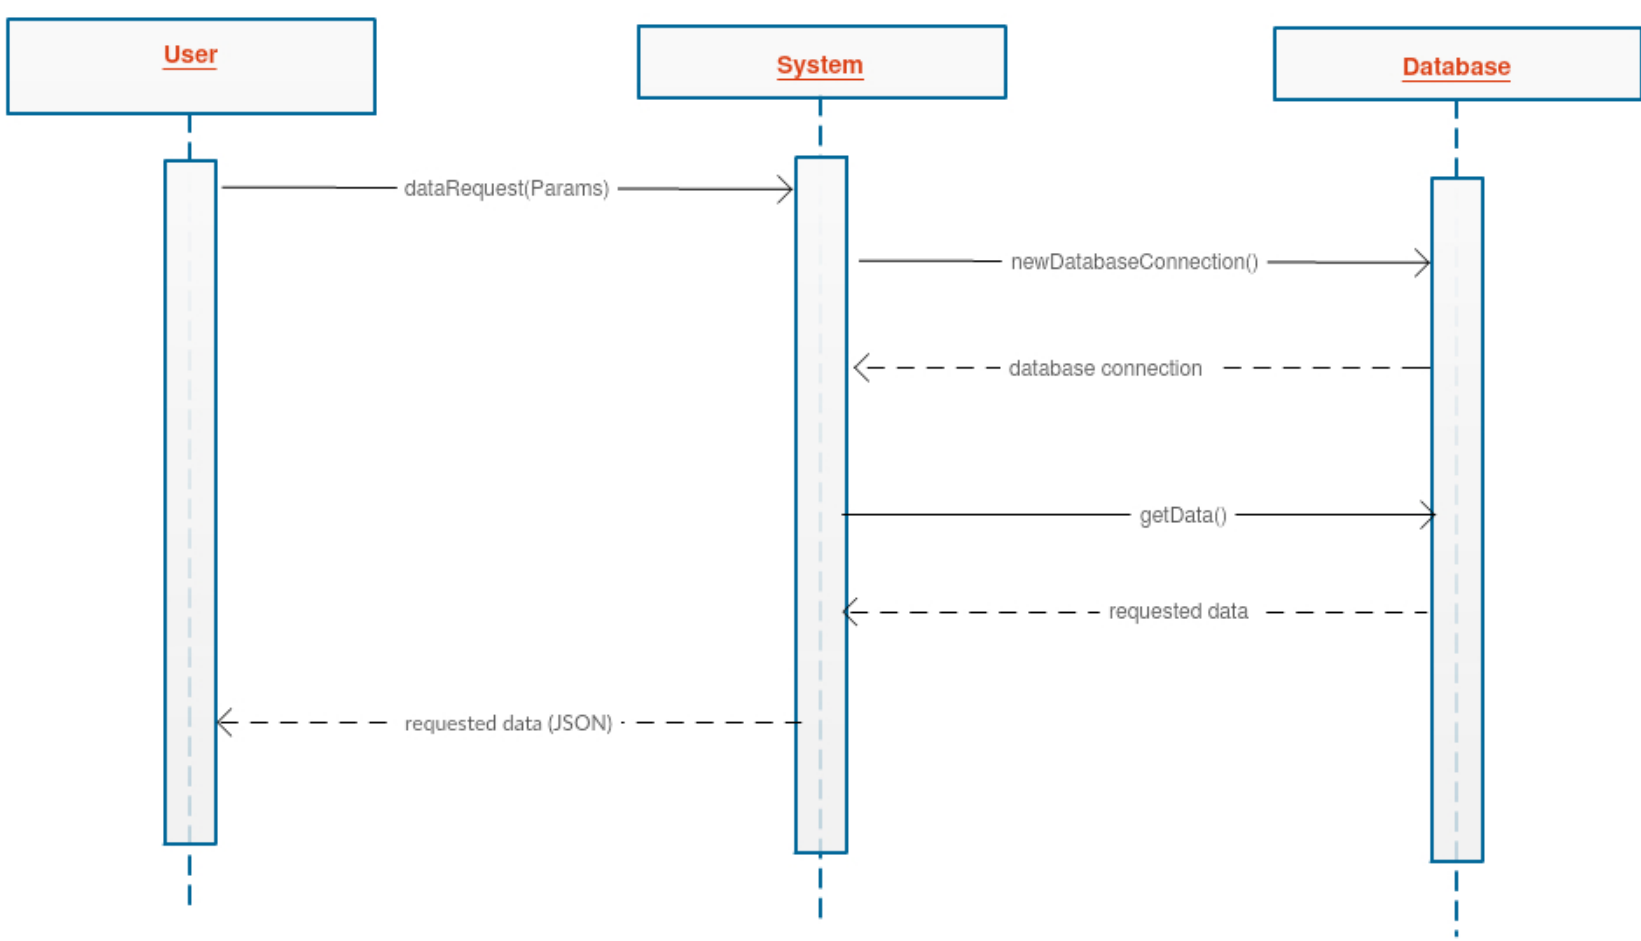 User
System
Database
dataRequest(Params)
newDatabaseConnection()
database connection
getData()
requested data
requested data (JSON)